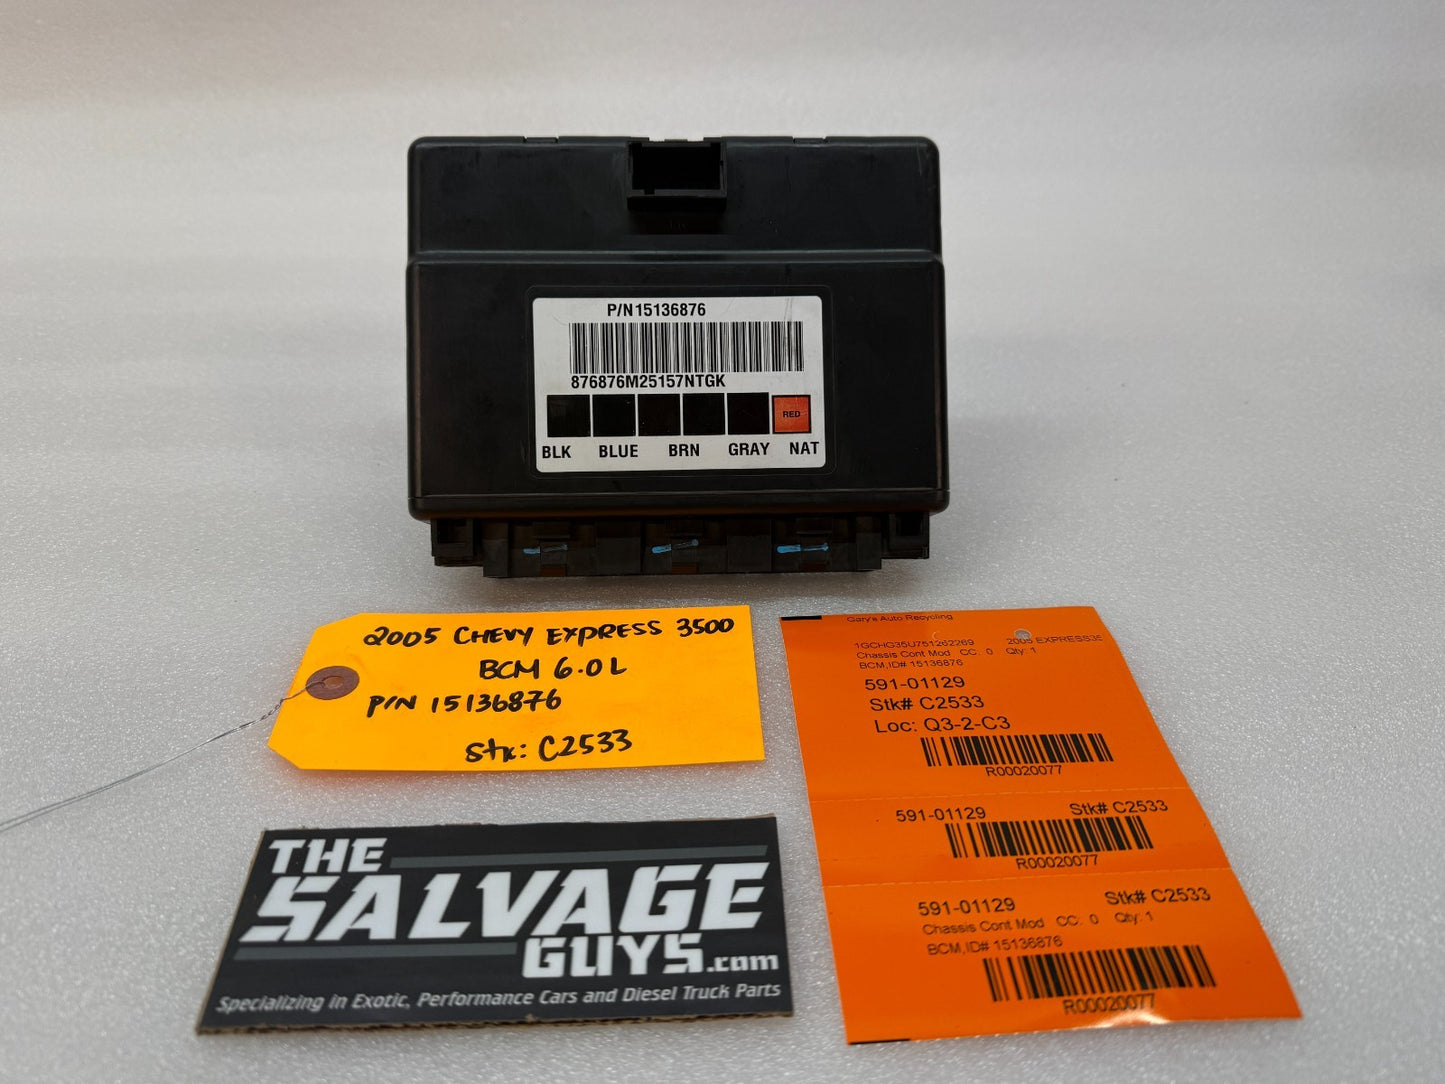 P/N15136876
876876M25157NTGK
RED
BLK BLUE BRN GRAY NAT
2005 CHEVY EXPRESS 3500
BCM 6.0L
P/N 15136876
Stk: C2533
THE
SALVAGE
GUYS.com
Specializing in Exotic, Performance Cars and Diesel Truck Parts
Gary's Auto Recycling
1GCHG35U751262269 2005 EXPRESS35
Chassis Cont Mod CC: 0 Qty: 1
BCM,ID# 15136876
591-01129
Stk# C2533
Loc: Q3-2-C3
R00020077
591-01129 Stk# C2533
R00020077
591-01129 Stk# C2533
Chassis Cont Mod CC: 0 Qty: 1
BCM,ID# 15136876
R00020077